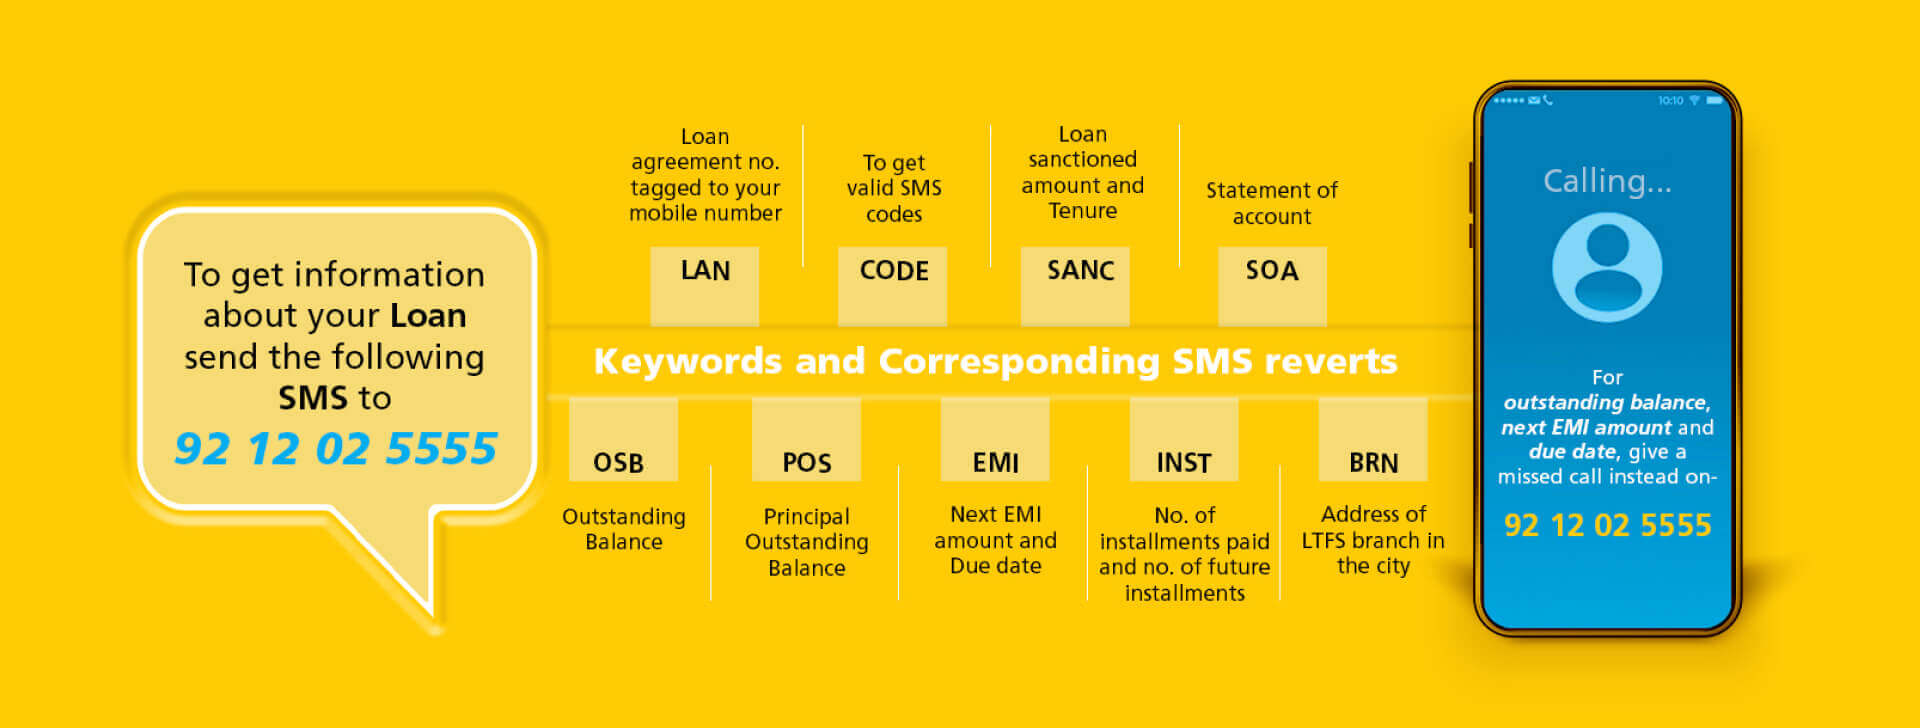 To get information
about your Loan
send the following
SMS to
92 12 02 5555
Loan
agreement no.
tagged to your
mobile number
LAN
To get
valid SMS
codes
CODE
Loan
sanctioned
amount and
Tenure
SANC
Statement of
account
SOA
Keywords and Corresponding SMS reverts
OSB
Outstanding
Balance
POS
Principal
Outstanding
Balance
EMI
Next EMI
amount and
Due date
INST
No. of
installments paid
and no. of future
installments
BRN
Address of
LTFS branch in
the city
10:10
Calling...
For
outstanding balance,
next EMI amount and
due date, give a
missed call instead on-
92 12 02 5555